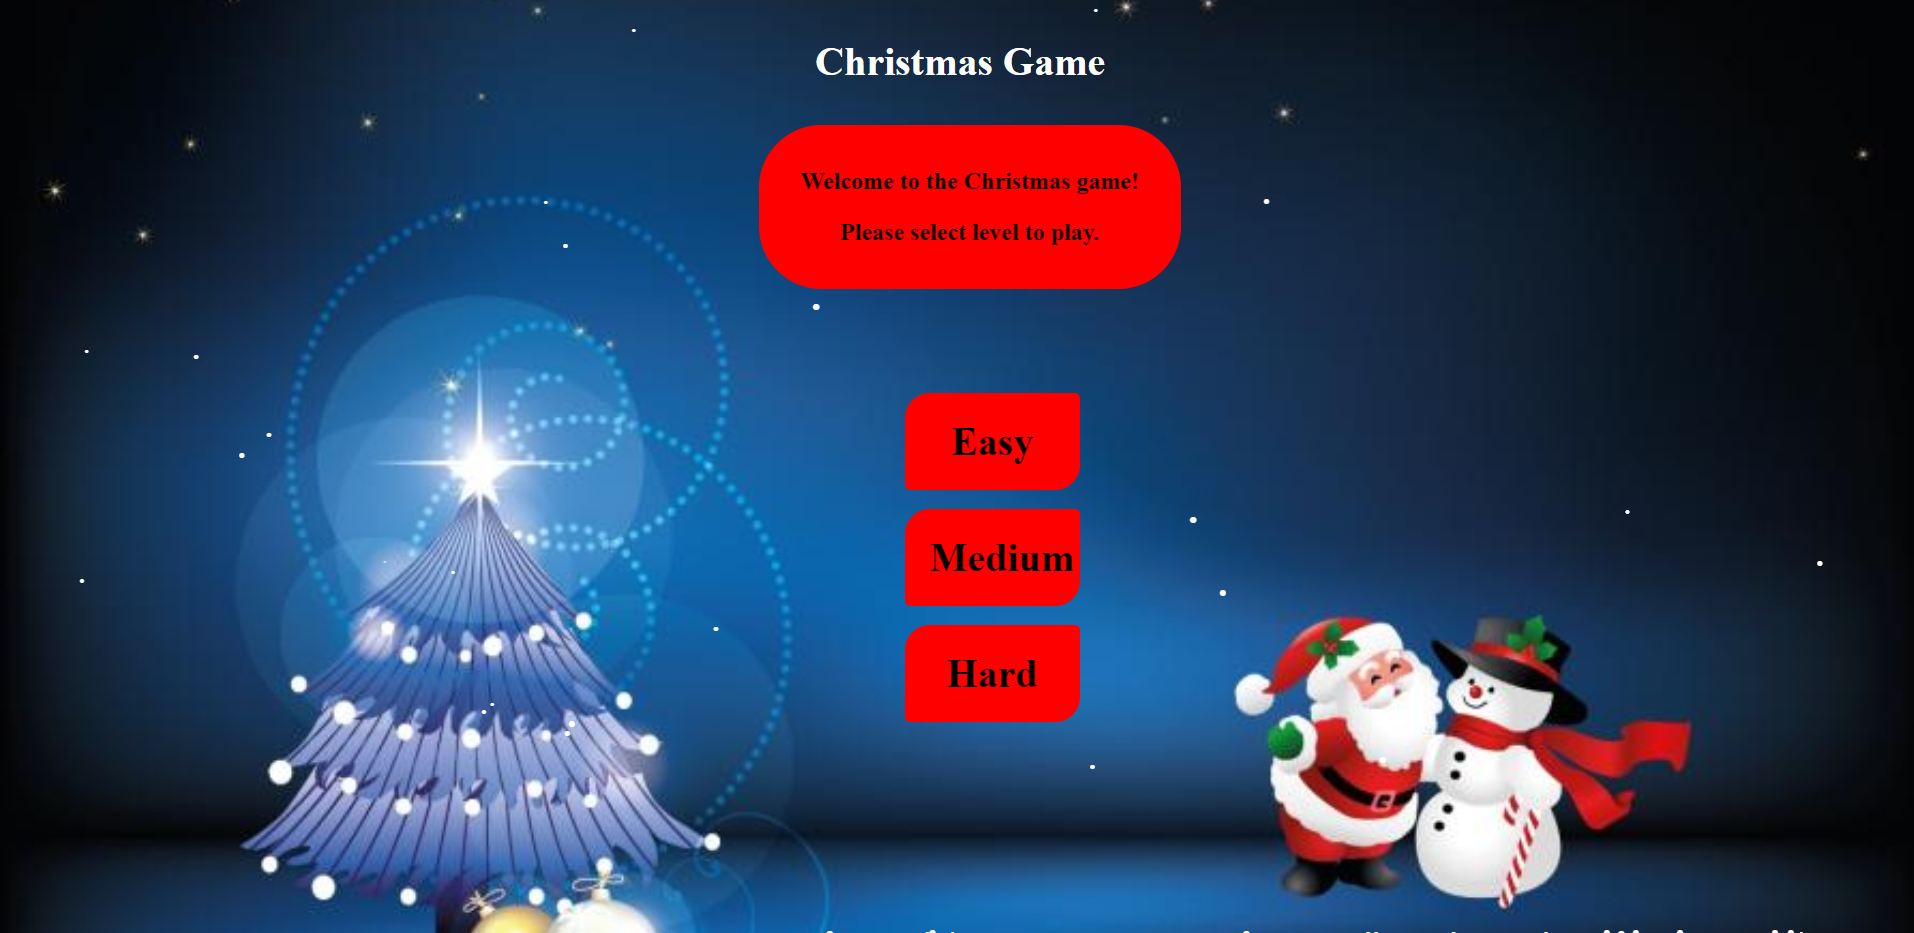 Christmas Game
Welcome to the Christmas game!
Please select level to play.
Easy
Medium
Hard